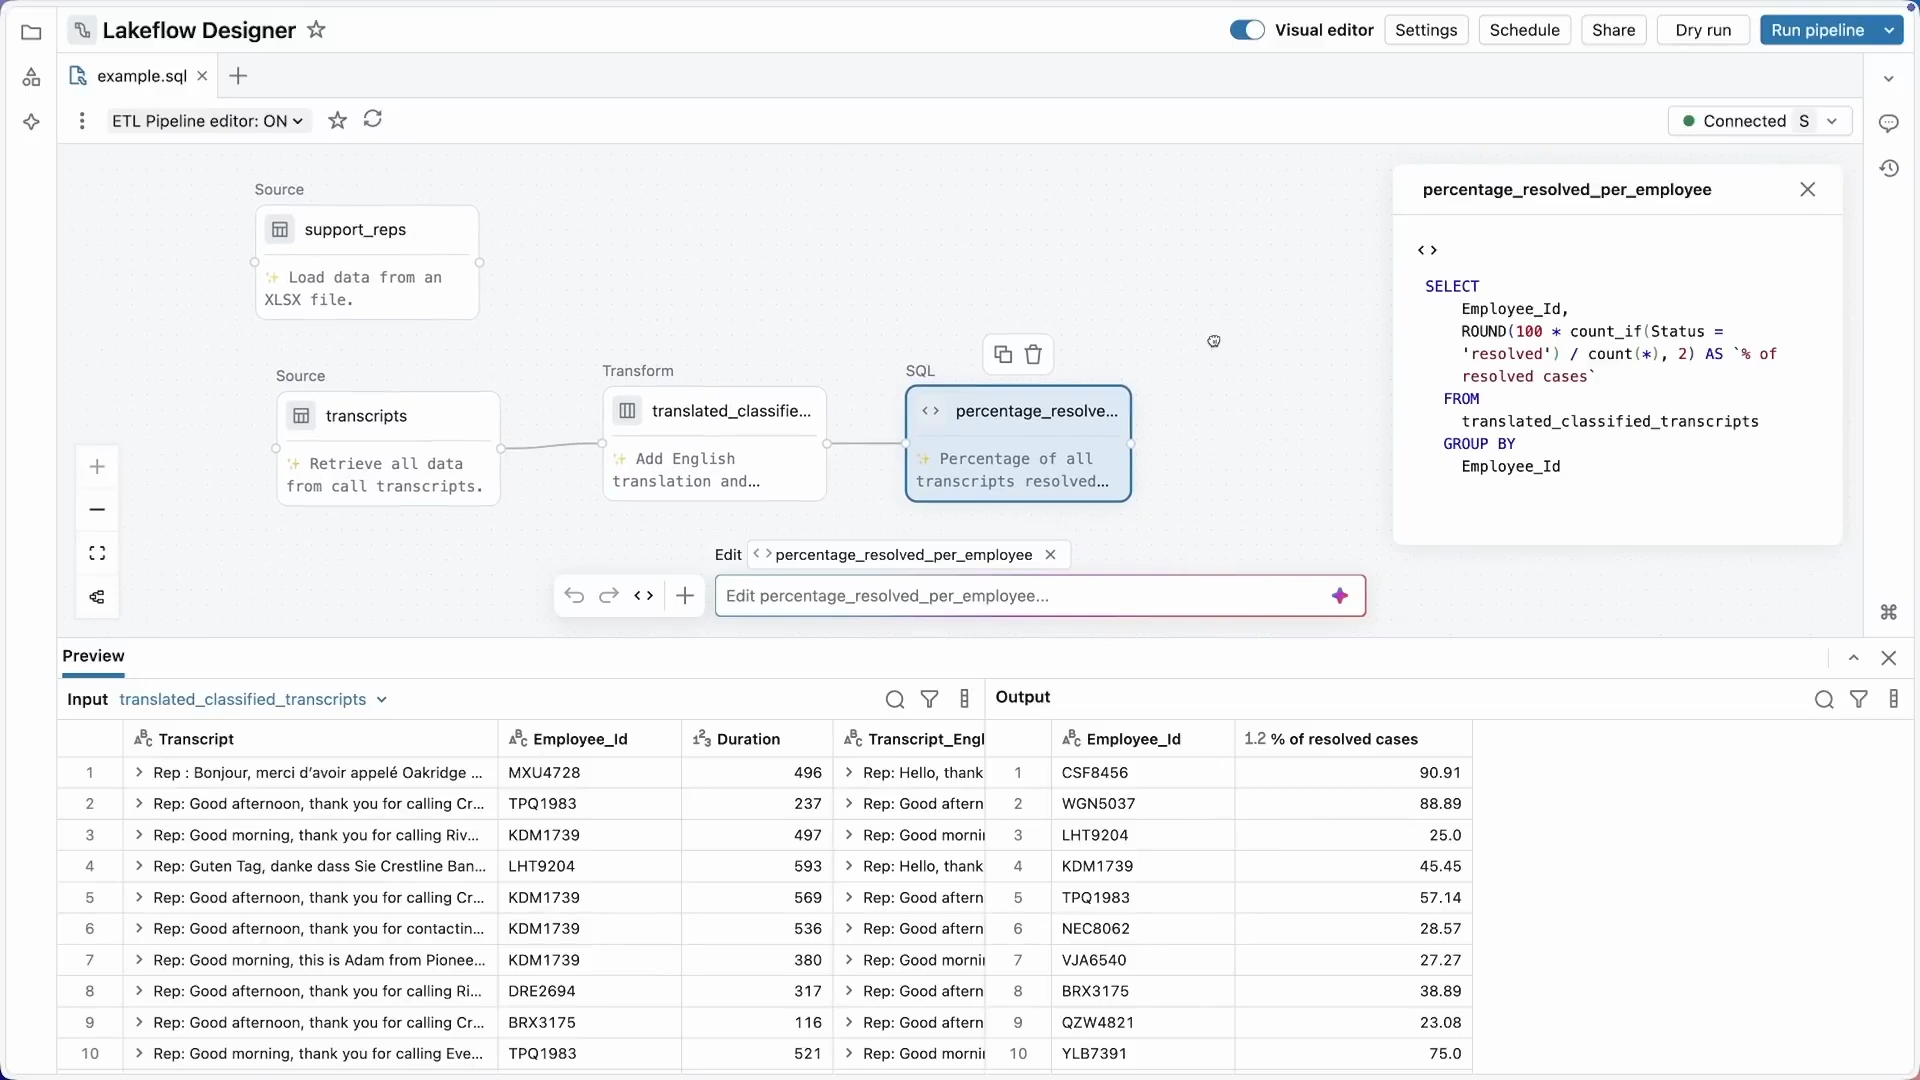 Lakeflow Designer
Visual editor
Settings
Schedule
Share
Dry run
Run pipeline
example.sql
ETL Pipeline editor: ON
Connected S
Source
support_reps
Load data from an
XLSX file.
Source
transcripts
Retrieve all data
from call transcripts.
Transform
translated_classifie...
Add English
translation and...
SQL
percentage_resolve...
Percentage of all
transcripts resolved...
percentage_resolved_per_employee
SELECT
Employee_Id,
ROUND(100 * count_if(Status =
'resolved') / count(*), 2) AS `% of
resolved cases`
FROM
translated_classified_transcripts
GROUP BY
Employee_Id
Edit <> percentage_resolved_per_employee
Edit percentage_resolved_per_employee...
Preview
Input translated_classified_transcripts
Transcript Employee_Id 123 Duration Transcript_Engl
1 Rep : Bonjour, merci d’avoir appelé Oakridge ... MXU4728 496 Rep: Hello, thank
2 Rep: Good afternoon, thank you for calling Cr... TPQ1983 237 Rep: Good aftern
3 Rep: Good morning, thank you for calling Riv... KDM1739 497 Rep: Good morni
4 Rep: Guten Tag, danke dass Sie Crestline Ban... LHT9204 593 Rep: Hello, thank
5 Rep: Good afternoon, thank you for calling Cr... KDM1739 569 Rep: Good aftern
6 Rep: Good afternoon, thank you for contactin... KDM1739 536 Rep: Good aftern
7 Rep: Good morning, this is Adam from Pionee... KDM1739 380 Rep: Good morni
8 Rep: Good afternoon, thank you for calling Ri... DRE2694 317 Rep: Good aftern
9 Rep: Good afternoon, thank you for calling Cr... BRX3175 116 Rep: Good aftern
10 Rep: Good morning, thank you for calling Eve... TPQ1983 521 Rep: Good morni
Output
Employee_Id 1.2 % of resolved cases
1 CSF8456 90.91
2 WGN5037 88.89
3 LHT9204 25.0
4 KDM1739 45.45
5 TPQ1983 57.14
6 NEC8062 28.57
7 VJA6540 27.27
8 BRX3175 38.89
9 QZW4821 23.08
10 YLB7391 75.0